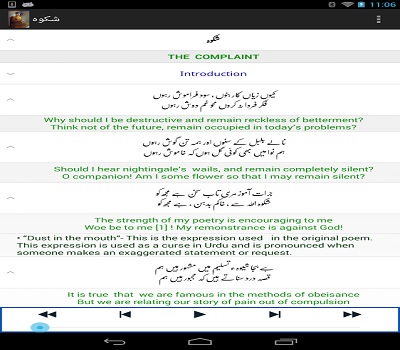 11:06
شکوہ
شکوہ
THE COMPLAINT
Introduction
کیوں زیاں کار بنوں، سود فراموش رہوں
فکر فردا نہ کروں محو غم دوش رہوں
Why should I be destructive and remain reckless of betterment?
Think not of the future, remain occupied in today's problems?
نالے بلبل کے سنوں اور ہمہ تن گوش رہوں
ہم نوا میں بھی کوئی گل ہوں کہ خاموش رہوں
Should I hear nightingale's wails, and remain completely silent?
O companion! Am I some flower so that I may remain silent?
جرات آموز مری تاب سخن ہے مجھ کو
شکوہ اللہ سے، خاکم بدہن، ہے مجھ کو
The strength of my poetry is encouraging to me
Woe be to me [1] ! My remonstrance is against God!
• "Dust in the mouth"- This is the expression used in the original poem.
This expression is used as a curse in Urdu and is pronounced when
someone makes an exaggerated statement or request.
ہے بجا شیوہ ء تسلیم میں مشہور ہیں ہم
قصہ درد سناتے ہیں کہ مجبور ہیں ہم
It is true that we are famous in the methods of obeisance
But we are relating our story of pain out of compulsion